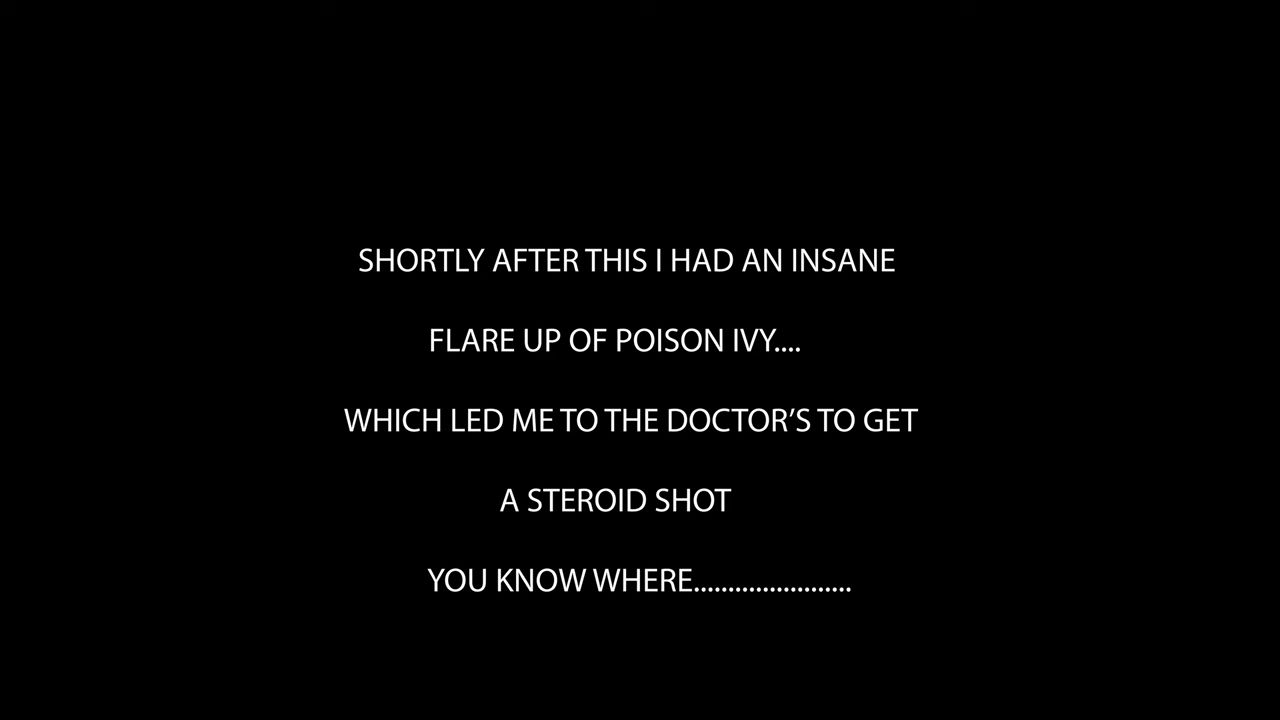 SHORTLY AFTER THIS I HAD AN INSANE
FLARE UP OF POISON IVY....
WHICH LED ME TO THE DOCTOR’S TO GET
A STEROID SHOT
YOU KNOW WHERE.......................